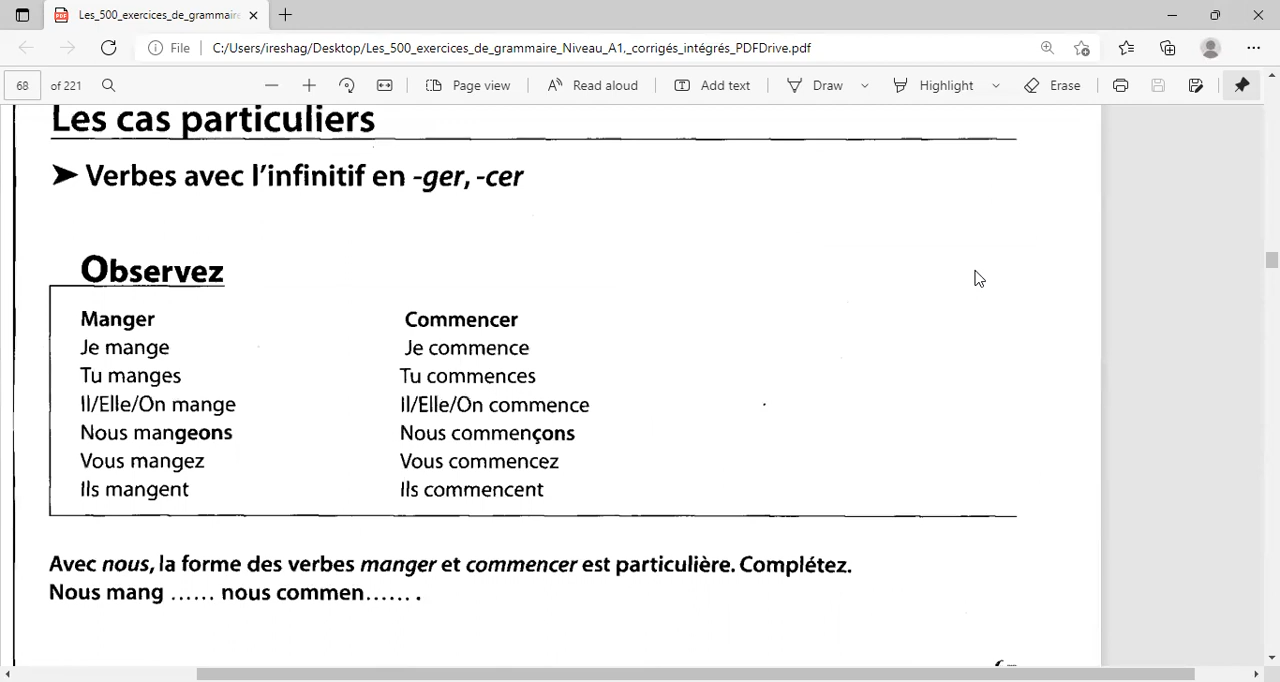 Les_500_exercices_de_grammaire
File C:/Users/ireshag/Desktop/Les_500_exercices_de_grammaire_Niveau_A1._corrigés_intégrés_PDFDrive.pdf
68 of 221 Page view Read aloud Add text Draw Highlight Erase
Les cas particuliers
➤ Verbes avec l'infinitif en -ger, -cer
Observez
Manger Commencer
Je mange Je commence
Tu manges Tu commences
Il/Elle/On mange Il/Elle/On commence
Nous mangeons Nous commençons
Vous mangez Vous commencez
Ils mangent Ils commencent
Avec nous, la forme des verbes manger et commencer est particulière. Complétez.
Nous mang ...... nous commen...... .